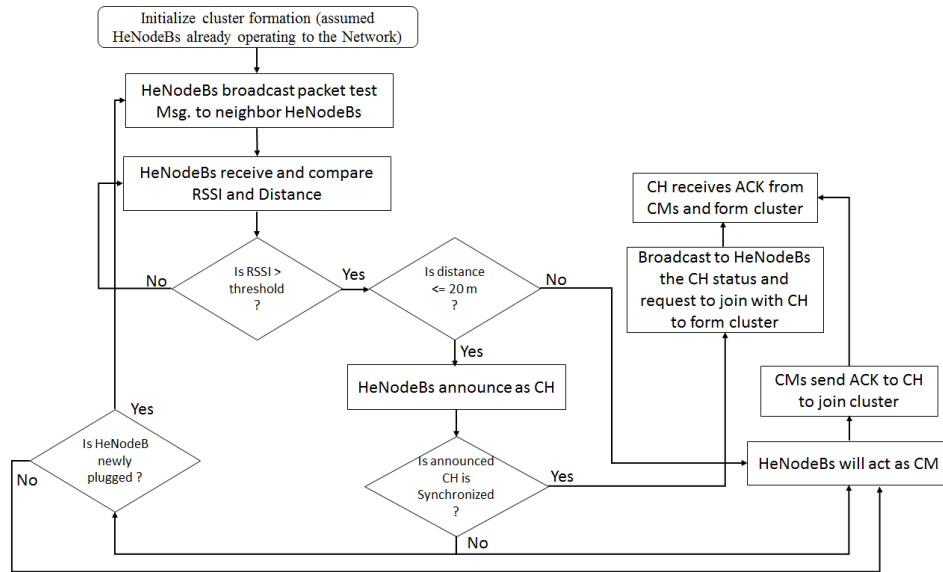 Initialize cluster formation (assumed
HeNodeBs already operating to the Network)
HeNodeBs broadcast packet test
Msg. to neighbor HeNodeBs
HeNodeBs receive and compare
RSSI and Distance
CH receives ACK from
CMs and form cluster
Is RSSI >
threshold
?
No
Yes
Is distance
<= 20 m
?
No
Yes
Broadcast to HeNodeBs
the CH status and
request to join with CH
to form cluster
HeNodeBs announce as CH
CMs send ACK to CH
to join cluster
Is HeNodeB
newly
plugged ?
Yes
No
Is announced
CH is
Synchronized
?
Yes
No
HeNodeBs will act as CM